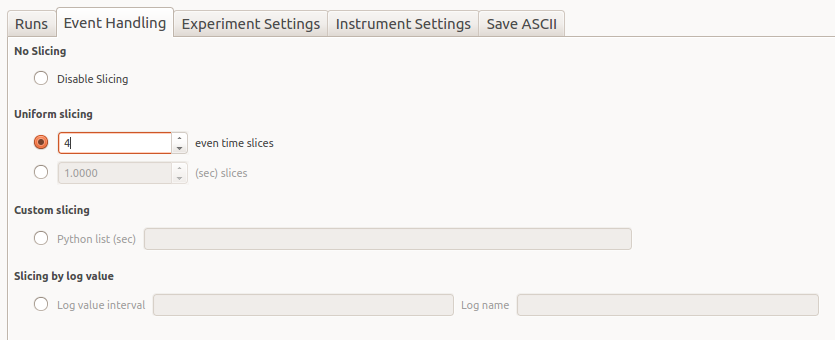 Runs Event Handling Experiment Settings Instrument Settings Save ASCII
No Slicing
Disable Slicing
Uniform slicing
4 even time slices
1.0000 (sec) slices
Custom slicing
Python list (sec)
Slicing by log value
Log value interval Log name